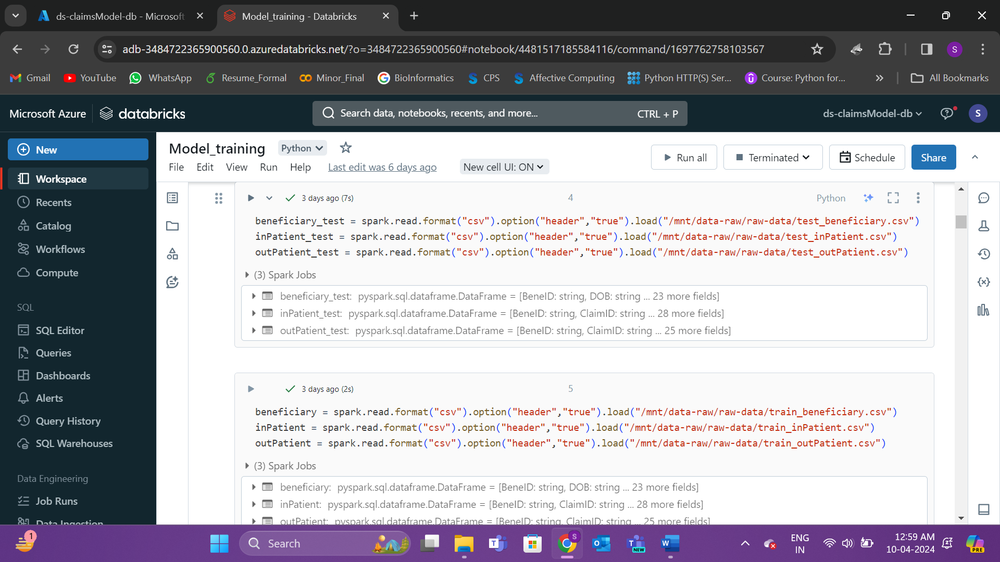 ds-claimsModel-db - Microsoft
Model_training - Databricks
adb-3484722365900560.0.azuredatabricks.net/?o=3484722365900560#notebook/4481517185584116/command/1697762758103567
S
Gmail
YouTube
WhatsApp
Resume_Formal
Minor_Final
BioInformatics
CPS
Affective Computing
Python HTTP(S) Ser...
Course: Python for...
All Bookmarks
Microsoft Azure
databricks
Search data, notebooks, recents, and more...
CTRL + P
ds-claimsModel-db
S
New
Workspace
Recents
Catalog
Workflows
Compute
SQL
SQL Editor
Queries
Dashboards
Alerts
Query History
SQL Warehouses
Data Engineering
Job Runs
Data Ingestion
Model_training
Python
File Edit View Run Help
Last edit was 6 days ago
New cell UI: ON
Run all
Terminated
Schedule
Share
3 days ago (7s)
4
Python
beneficiary_test = spark.read.format("csv").option("header","true").load("/mnt/data-raw/raw-data/test_beneficiary.csv")
inPatient_test = spark.read.format("csv").option("header","true").load("/mnt/data-raw/raw-data/test_inPatient.csv")
outPatient_test = spark.read.format("csv").option("header","true").load("/mnt/data-raw/raw-data/test_outPatient.csv")
(3) Spark Jobs
beneficiary_test: pyspark.sql.dataframe.DataFrame = [BeneID: string, DOB: string ... 23 more fields]
inPatient_test: pyspark.sql.dataframe.DataFrame = [BeneID: string, ClaimID: string ... 28 more fields]
outPatient_test: pyspark.sql.dataframe.DataFrame = [BeneID: string, ClaimID: string ... 25 more fields]
3 days ago (2s)
5
beneficiary = spark.read.format("csv").option("header","true").load("/mnt/data-raw/raw-data/train_beneficiary.csv")
inPatient = spark.read.format("csv").option("header","true").load("/mnt/data-raw/raw-data/train_inPatient.csv")
outPatient = spark.read.format("csv").option("header","true").load("/mnt/data-raw/raw-data/train_outPatient.csv")
(3) Spark Jobs
beneficiary: pyspark.sql.dataframe.DataFrame = [BeneID: string, DOB: string ... 23 more fields]
inPatient: pyspark.sql.dataframe.DataFrame = [BeneID: string, ClaimID: string ... 28 more fields]
outPatient: pyspark.sql.dataframe.DataFrame = [BeneID: string, ClaimID: string ... 25 more fields]
1
Search
S
NEW
ENG
IN
12:59 AM
10-04-2024
PRE